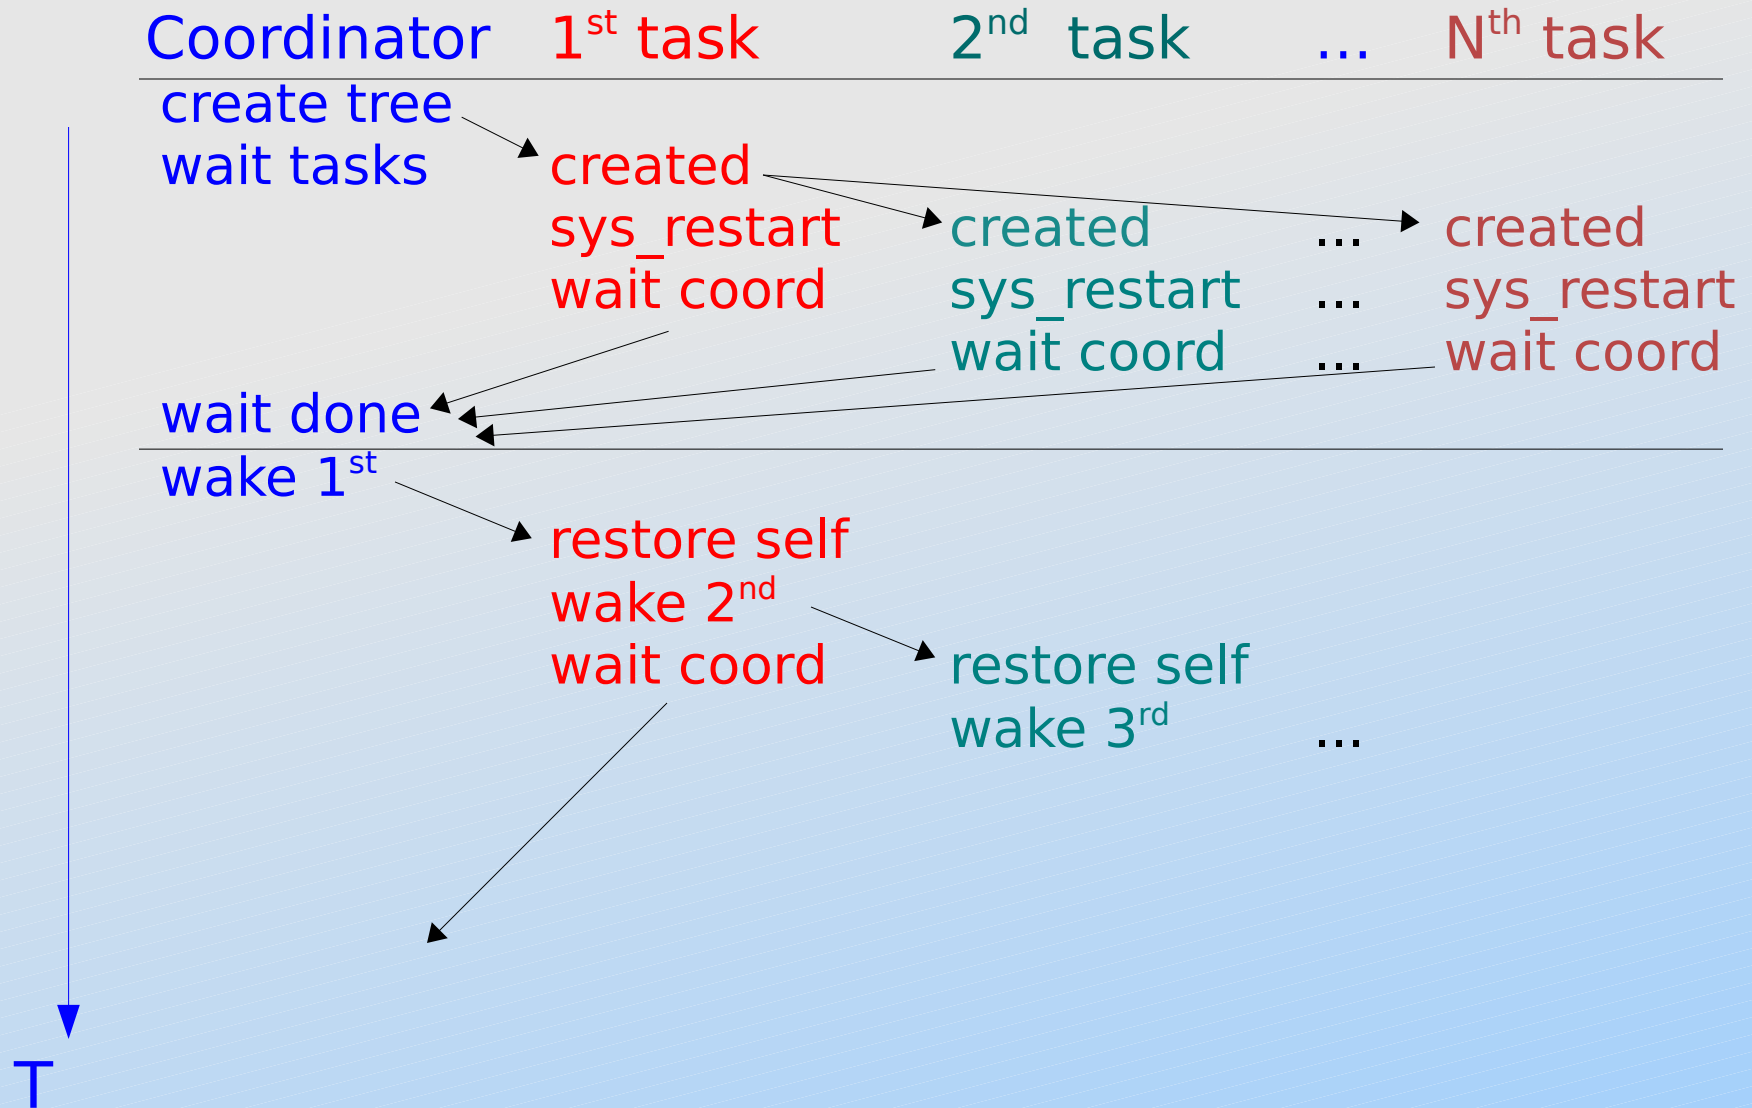 Coordinator 1st task 2nd task ... Nth task
create tree
wait tasks created
sys_restart created ... created
wait coord sys_restart ... sys_restart
wait coord ... wait coord
wait done
wake 1st
restore self
wake 2nd
wait coord restore self
wake 3rd ...
T